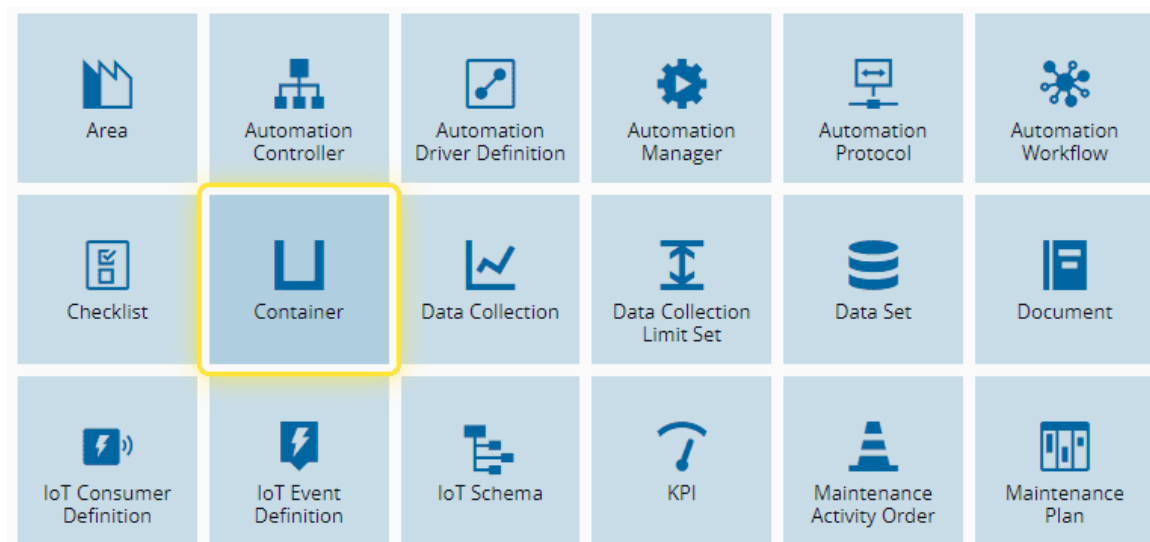 Area
Automation
Controller
Automation
Driver Definition
Automation
Manager
Automation
Protocol
Automation
Workflow
Checklist
Container
Data Collection
Data Collection
Limit Set
Data Set
Document
IoT Consumer
Definition
IoT Event
Definition
IoT Schema
KPI
Maintenance
Activity Order
Maintenance
Plan